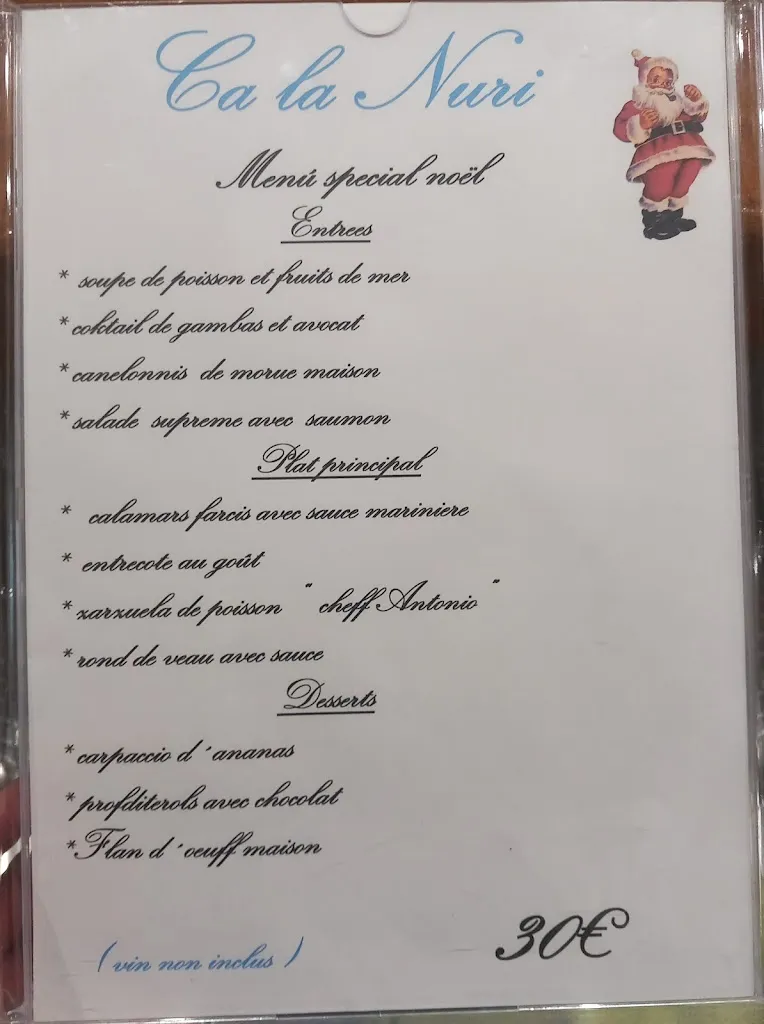 Ca la Nuri
Menú special noël
Entrees
* soupe de poisson et fruits de mer
* coktail de gambas et avocat
* canelonnis de morue maison
* salade supreme avec saumon
Plat principal
* calamars farcis avec sauce mariniere
* entrecote au goût
* zarzuela de poisson " cheff Antonio "
* rond de veau avec sauce
Desserts
* carpaccio d ´ananas
* profditerols avec chocolat
* Flan d ´oeuff maison
30€
( vin non inclus )